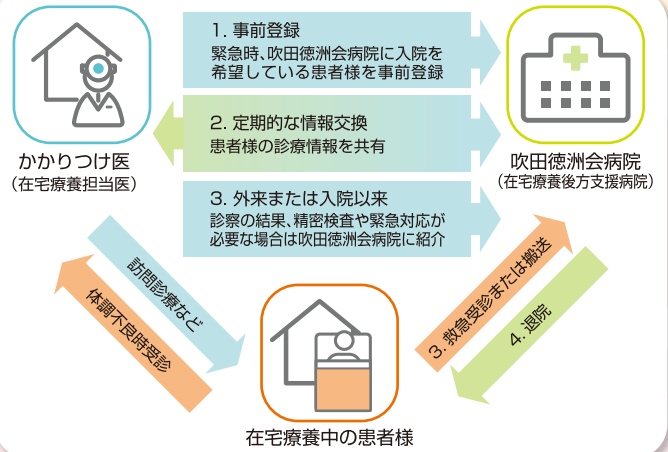 1. 事前登録
緊急時、吹田徳洲会病院に入院を
希望している患者様を事前登録
2. 定期的な情報交換
患者様の診療情報を共有
3. 外来または入院以来
診察の結果、精密検査や緊急対応が
必要な場合は吹田徳洲会病院に紹介
かかりつけ医
（在宅療養担当医）
吹田徳洲会病院
（在宅療養後方支援病院）
訪問診療など
体調不良時受診
3. 救急受診または搬送
4. 退院
在宅療養中の患者様